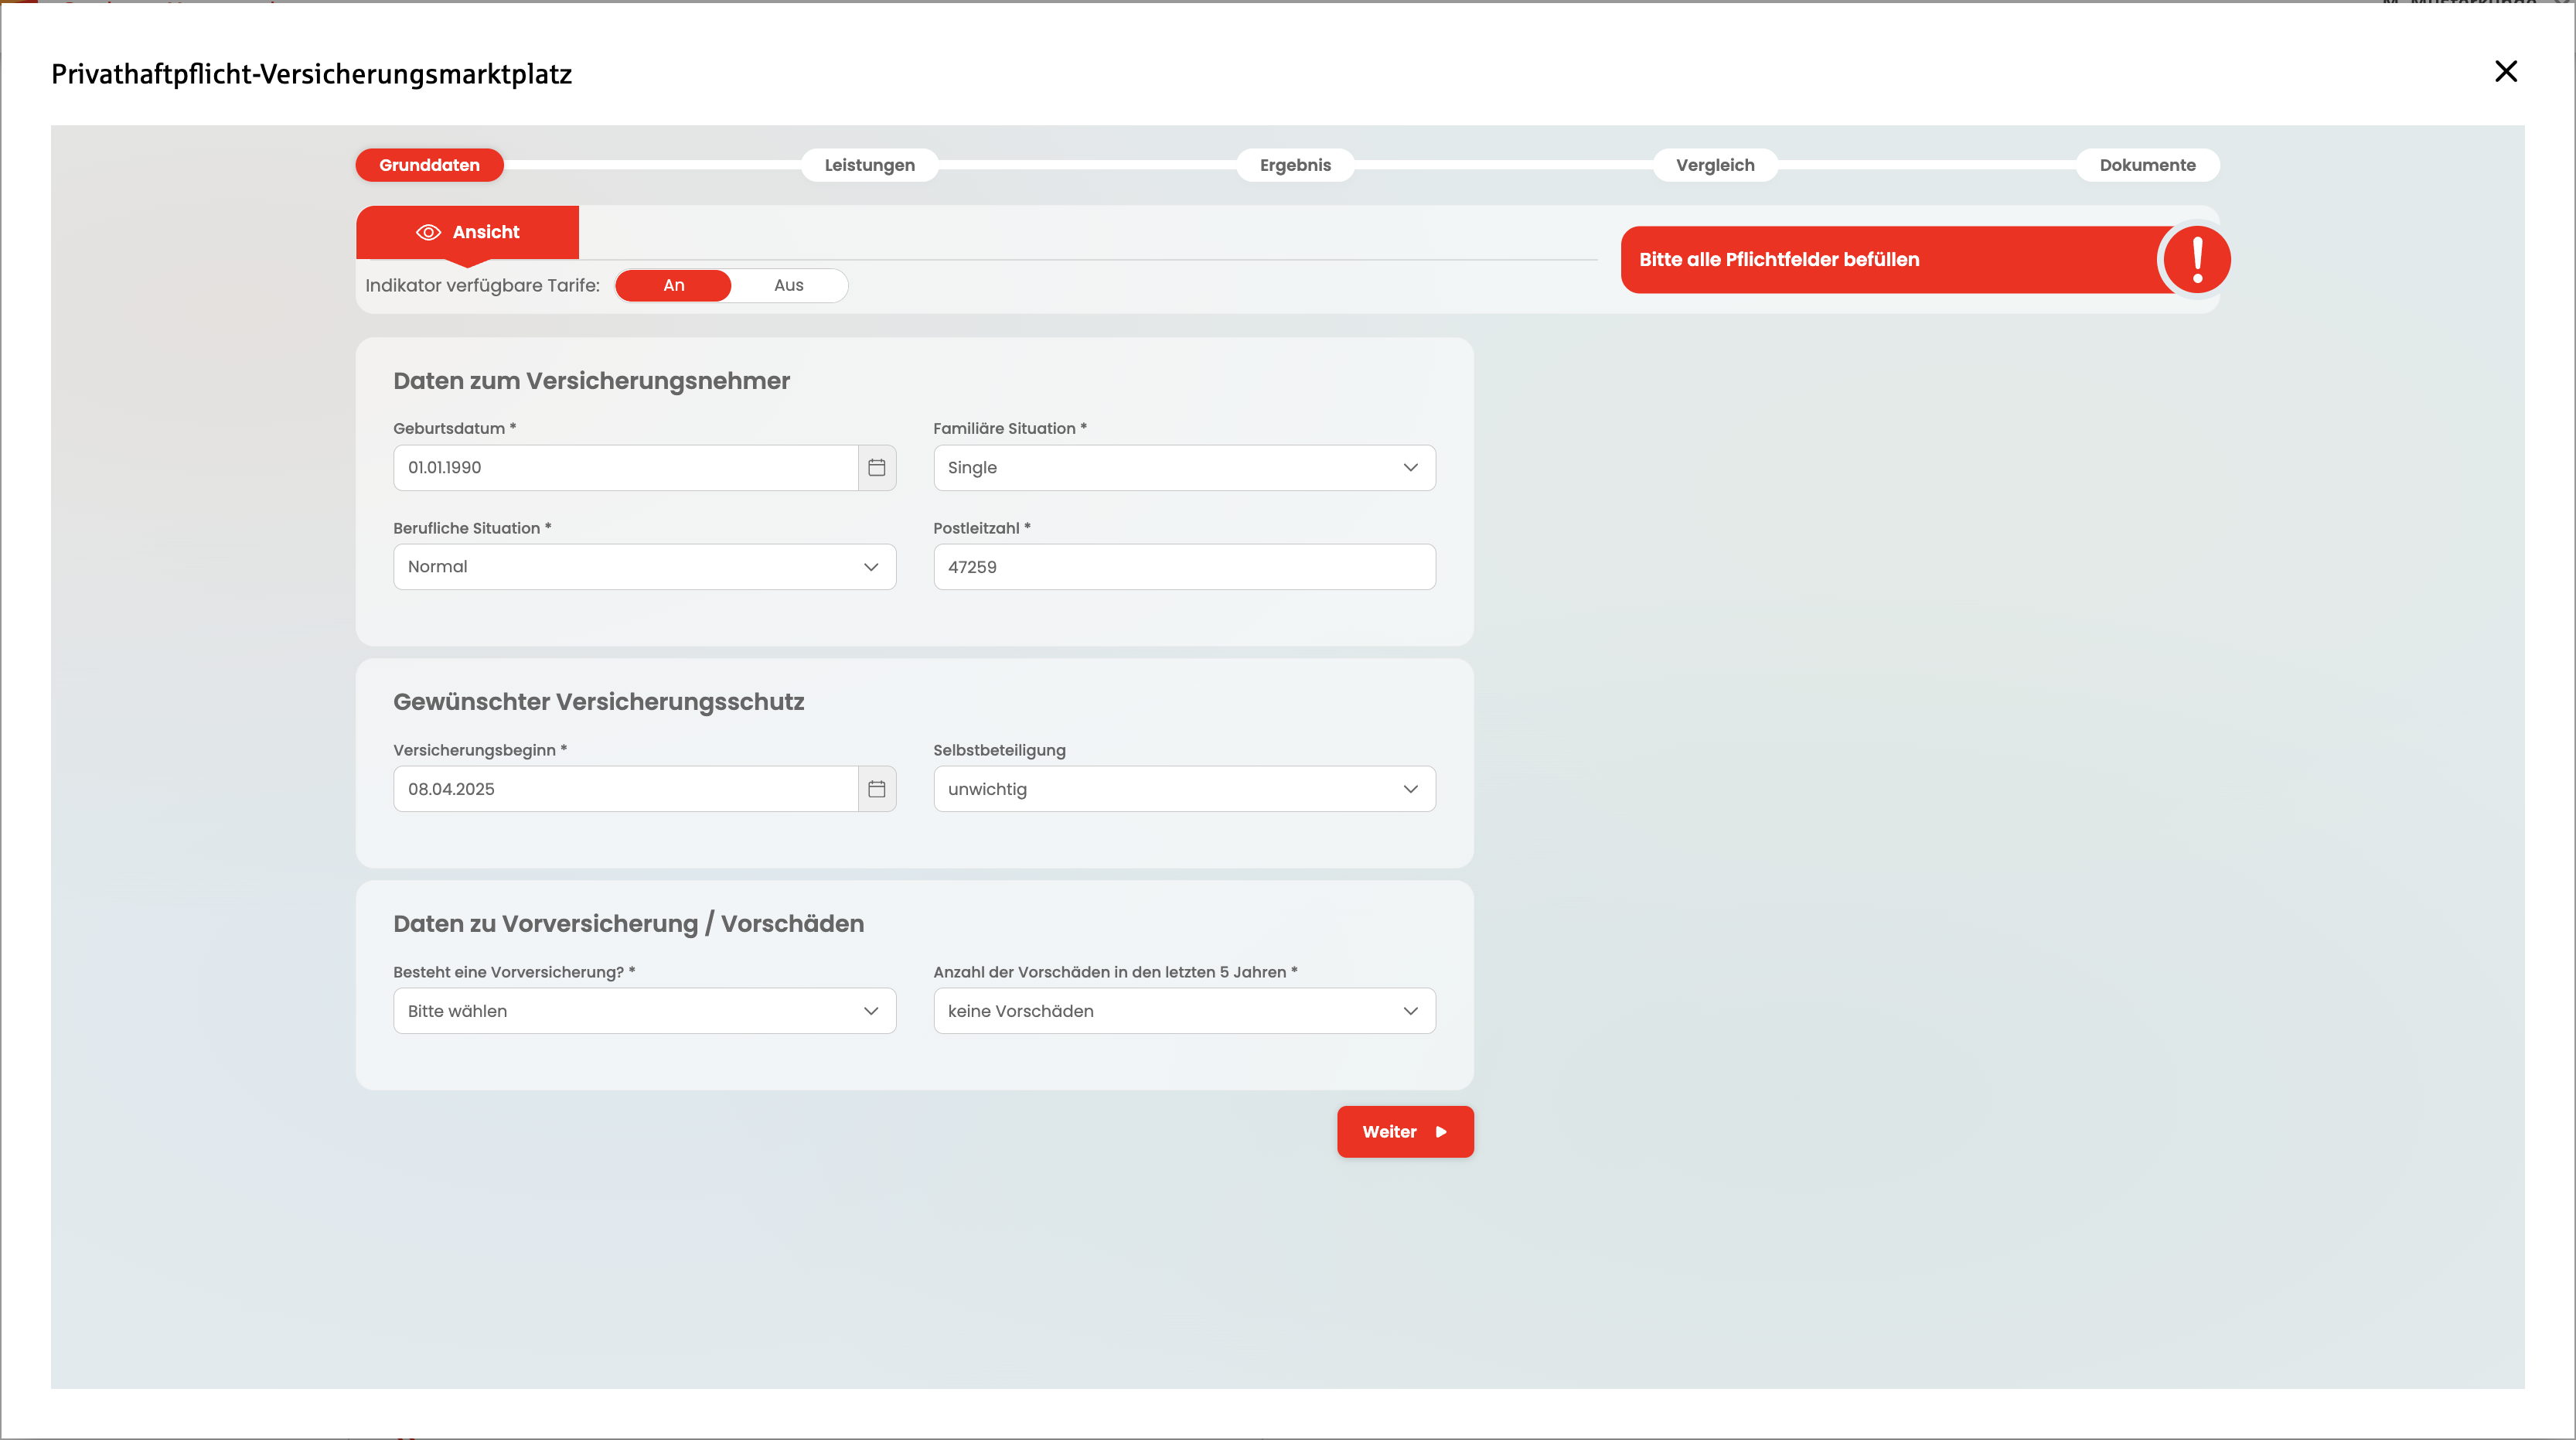 Privathaftpflicht-Versicherungsmarktplatz
Grunddaten
Leistungen
Ergebnis
Vergleich
Dokumente
Ansicht
Bitte alle Pflichtfelder befüllen
Indikator verfügbare Tarife:
An
Aus
Daten zum Versicherungsnehmer
Geburtsdatum *
Familiäre Situation *
01.01.1990
Single
Berufliche Situation *
Postleitzahl *
Normal
47259
Gewünschter Versicherungsschutz
Versicherungsbeginn *
Selbstbeteiligung
08.04.2025
unwichtig
Daten zu Vorversicherung / Vorschäden
Besteht eine Vorversicherung? *
Anzahl der Vorschäden in den letzten 5 Jahren *
Bitte wählen
keine Vorschäden
Weiter